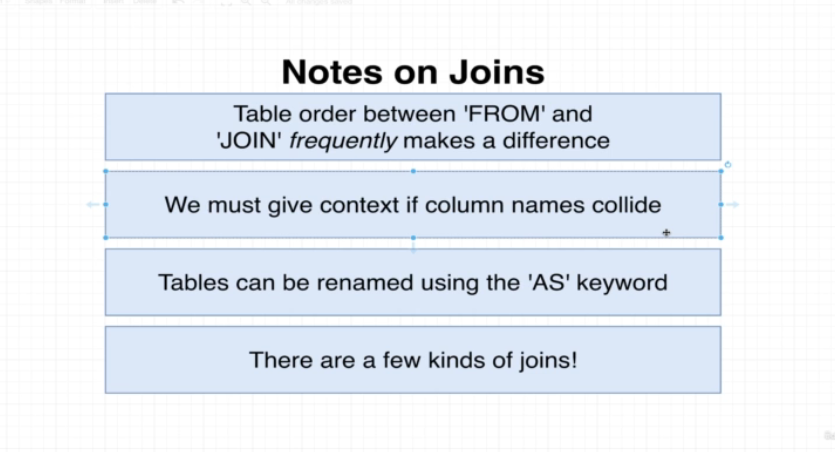 Notes on Joins
Table order between 'FROM' and
'JOIN' frequently makes a difference
We must give context if column names collide
Tables can be renamed using the 'AS' keyword
There are a few kinds of joins!